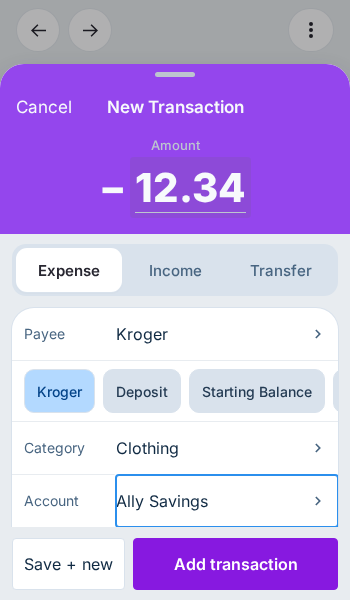 Cancel New Transaction
Amount
– 12.34
Expense Income Transfer
Payee Kroger
Kroger Deposit Starting Balance
Category Clothing
Account Ally Savings
Save + new Add transaction